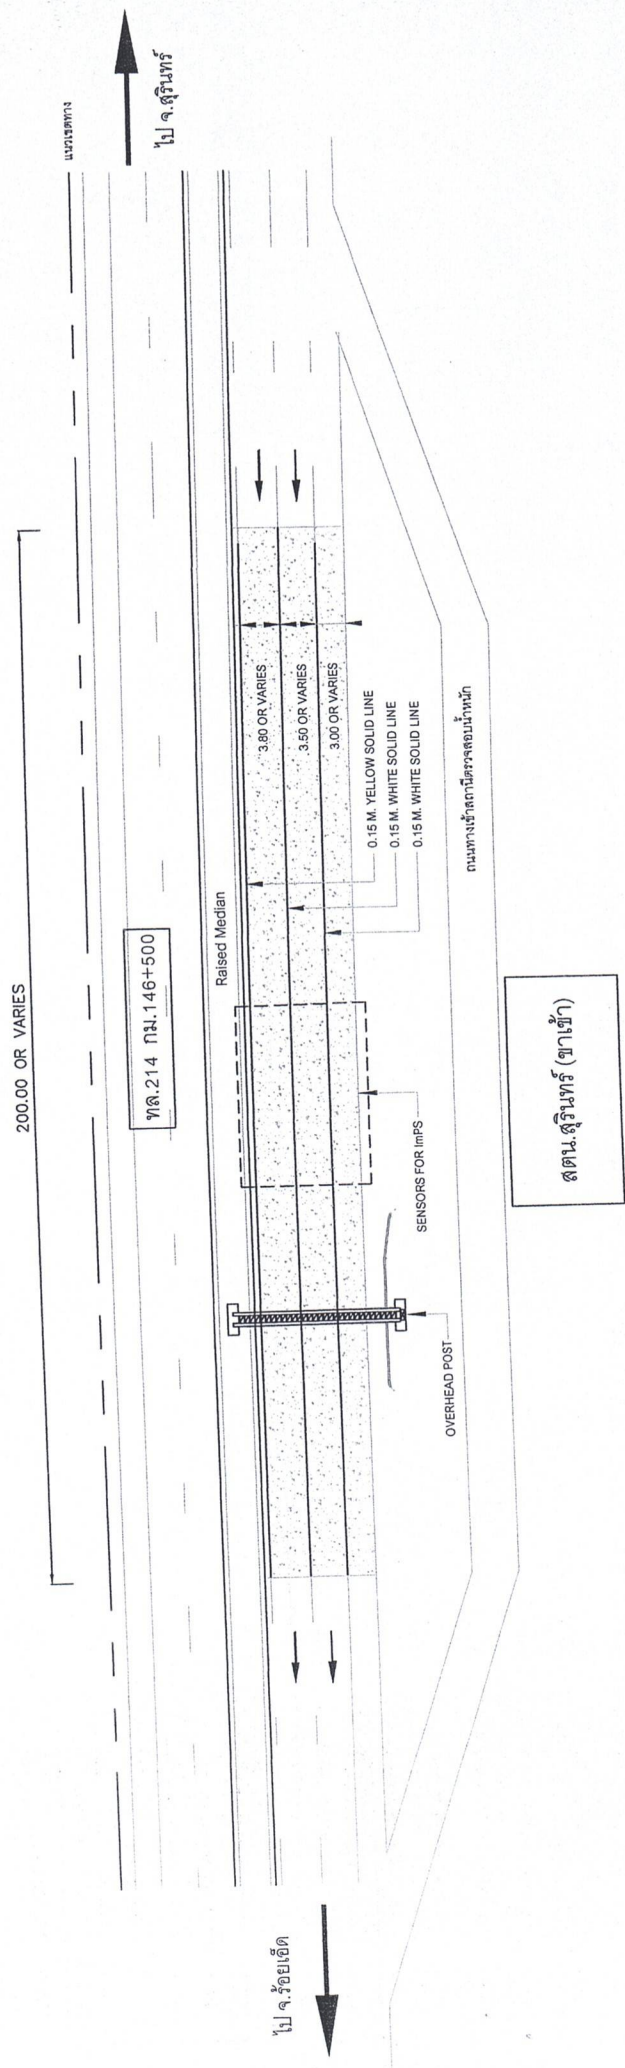 แนวเขตทาง
ไป จ.สุรินทร์
200.00 OR VARIES
ทล.214 กม.146+500
Raised Median
3.80 OR VARIES
3.50 OR VARIES
3.00 OR VARIES
0.15 M. YELLOW SOLID LINE
0.15 M. WHITE SOLID LINE
0.15 M. WHITE SOLID LINE
SENSORS FOR ImPS
OVERHEAD POST
ถนนทางเข้าสถานีตรวจสอบน้ำหนัก
สตน.สุรินทร์ (ขาเข้า)
ไป จ.ร้อยเอ็ด